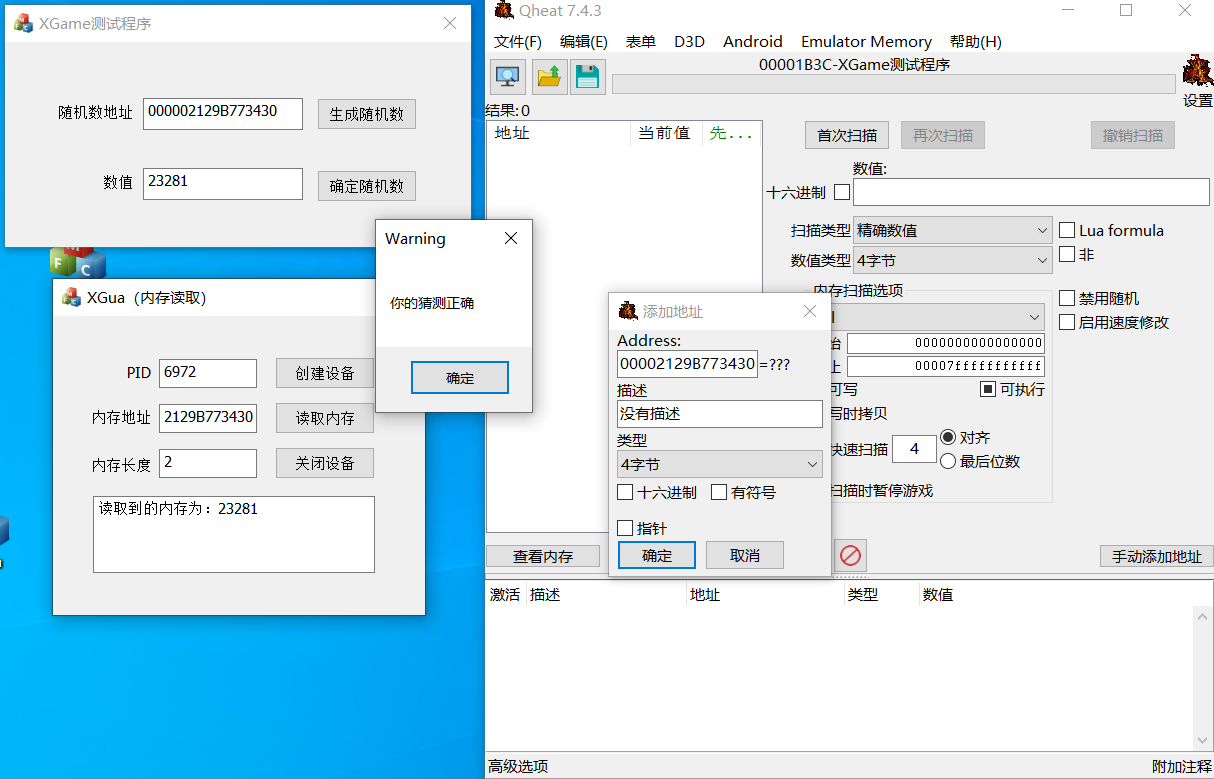 XGame测试程序
随机数地址 000002129B773430 生成随机数
数值 23281 确定随机数
XGua（内存读取）
PID 6972 创建设备
内存地址 2129B773430 读取内存
内存长度 2 关闭设备
读取到的内存为：23281
Warning
你的猜测正确
确定
Qheat 7.4.3
文件(F) 编辑(E) 表单 D3D Android Emulator Memory 帮助(H)
00001B3C-XGame测试程序
设置
结果:0
地址 当前值 先...
首次扫描 再次扫描 撤销扫描
数值:
十六进制
扫描类型 精确数值 Lua formula
数值类型 4字节 非
内存扫描选项
禁用随机
启用速度修改
0000000000000000
00007fffffffffff
可写 可执行
写时拷贝
快速扫描 4 对齐
最后位数
扫描时暂停游戏
添加地址
Address:
00002129B773430 =???
描述
没有描述
类型
4字节
十六进制 有符号
指针
确定 取消
查看内存 手动添加地址
激活 描述 地址 类型 数值
高级选项 附加注释